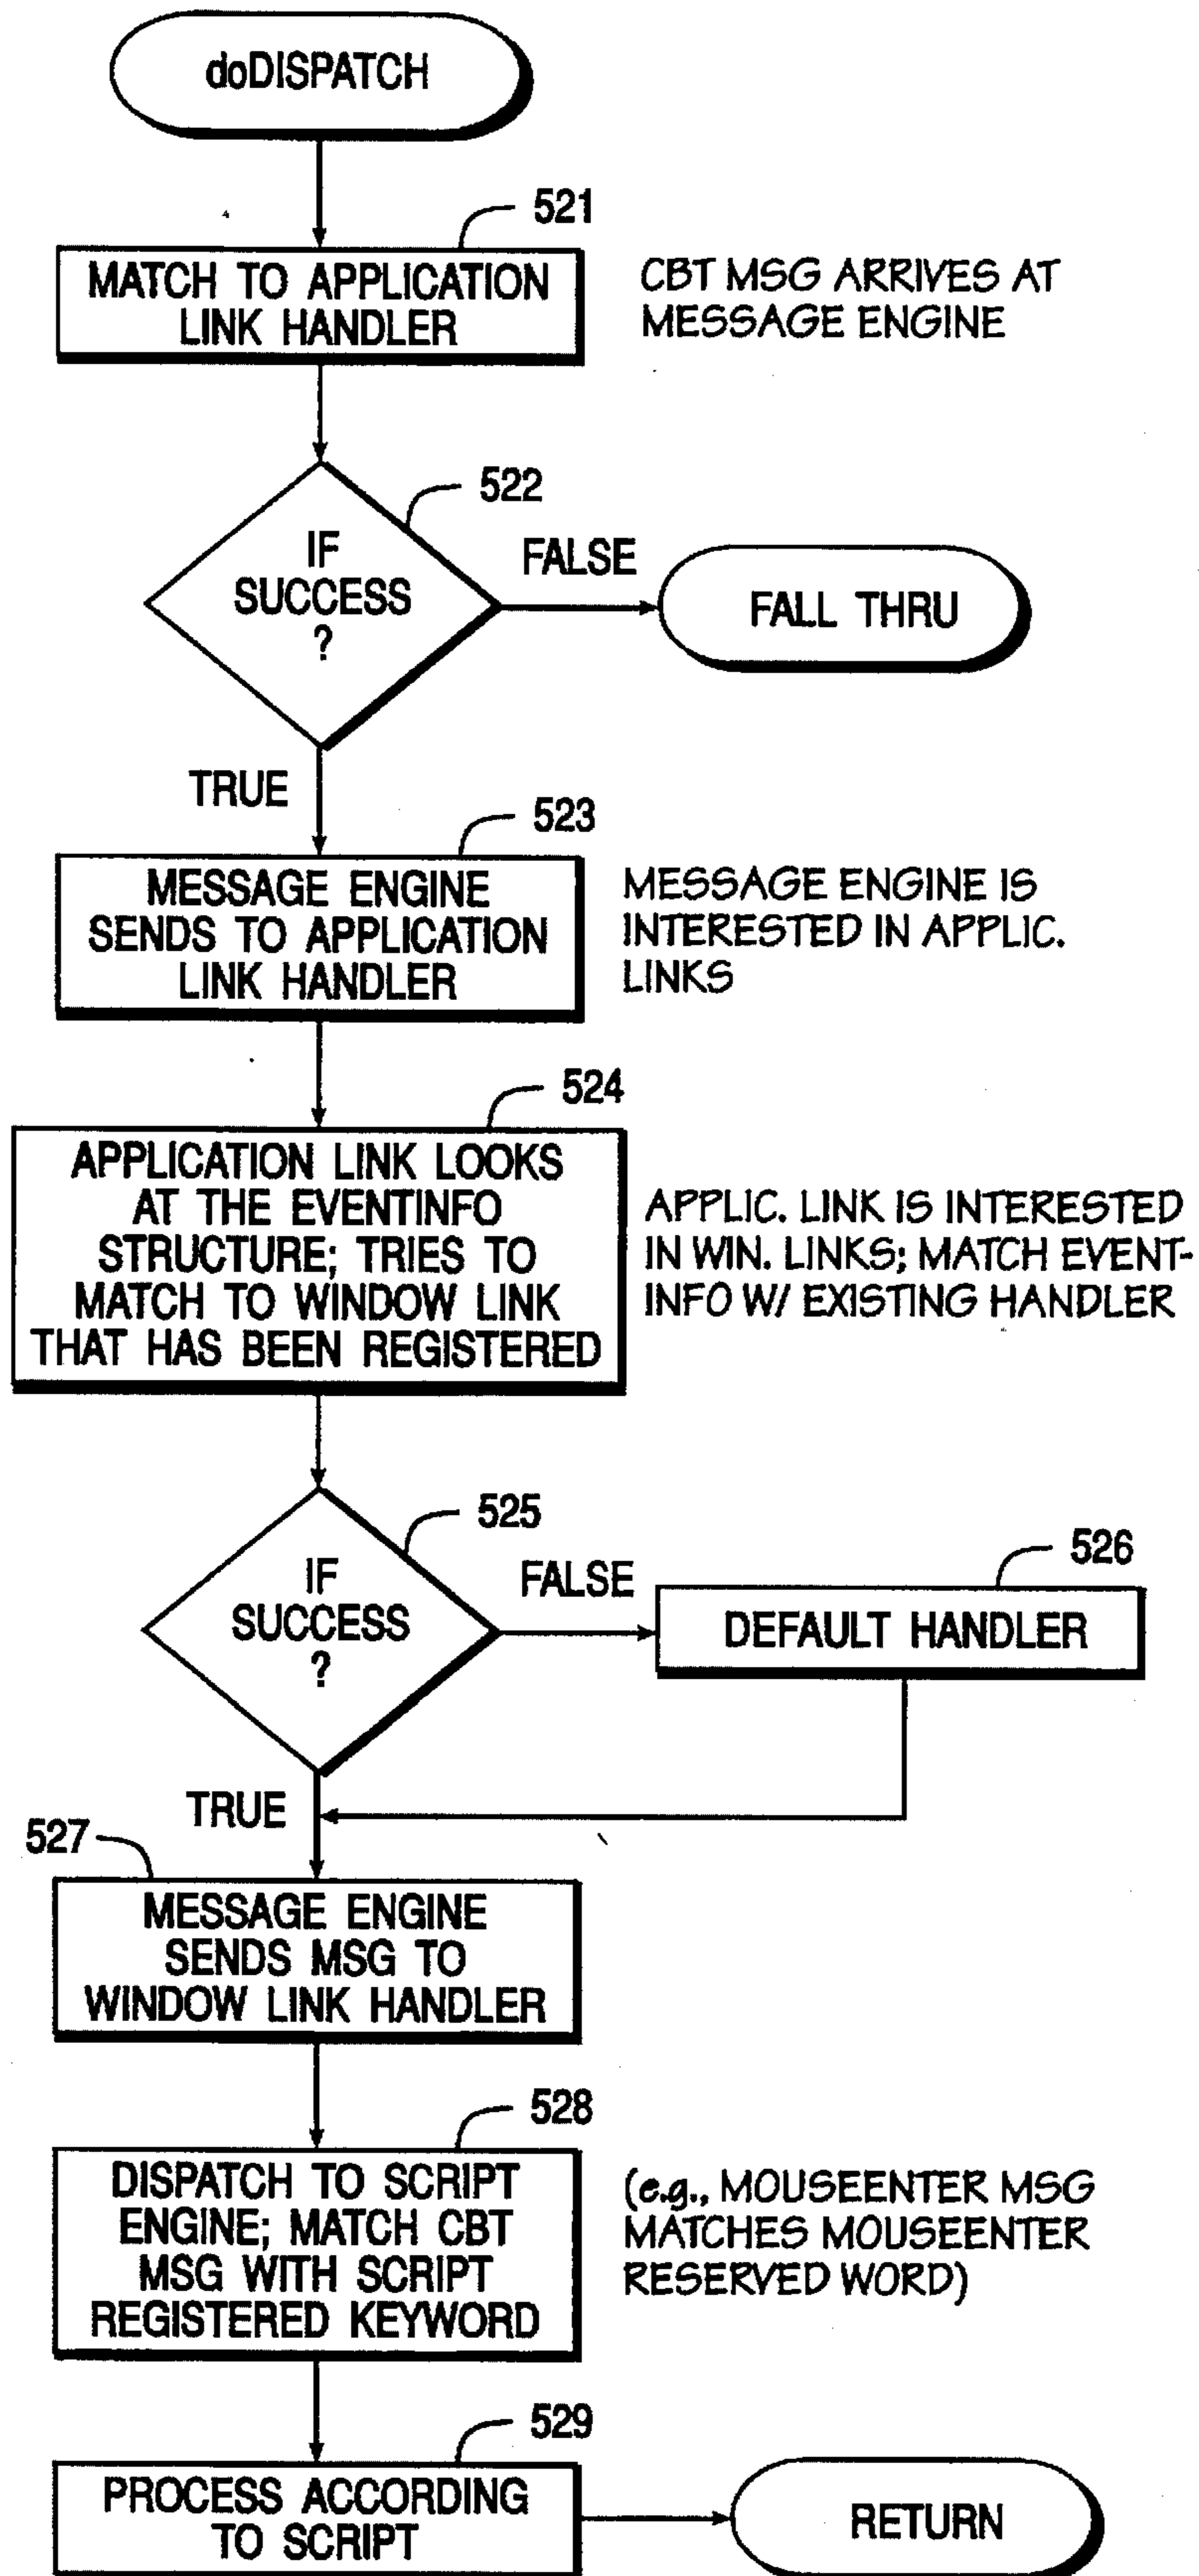 doDISPATCH
521
MATCH TO APPLICATION
LINK HANDLER
CBT MSG ARRIVES AT
MESSAGE ENGINE
522
IF
SUCCESS
?
FALSE
FALL THRU
TRUE
523
MESSAGE ENGINE
SENDS TO APPLICATION
LINK HANDLER
MESSAGE ENGINE IS
INTERESTED IN APPLIC.
LINKS
524
APPLICATION LINK LOOKS
AT THE EVENTINFO
STRUCTURE; TRIES TO
MATCH TO WINDOW LINK
THAT HAS BEEN REGISTERED
APPLIC. LINK IS INTERESTED
IN WIN. LINKS; MATCH EVENT-
INFO W/ EXISTING HANDLER
525
IF
SUCCESS
?
FALSE
526
DEFAULT HANDLER
TRUE
527
MESSAGE ENGINE
SENDS MSG TO
WINDOW LINK HANDLER
528
DISPATCH TO SCRIPT
ENGINE; MATCH CBT
MSG WITH SCRIPT
REGISTERED KEYWORD
(e.g., MOUSEENTER MSG
MATCHES MOUSEENTER
RESERVED WORD)
529
PROCESS ACCORDING
TO SCRIPT
RETURN